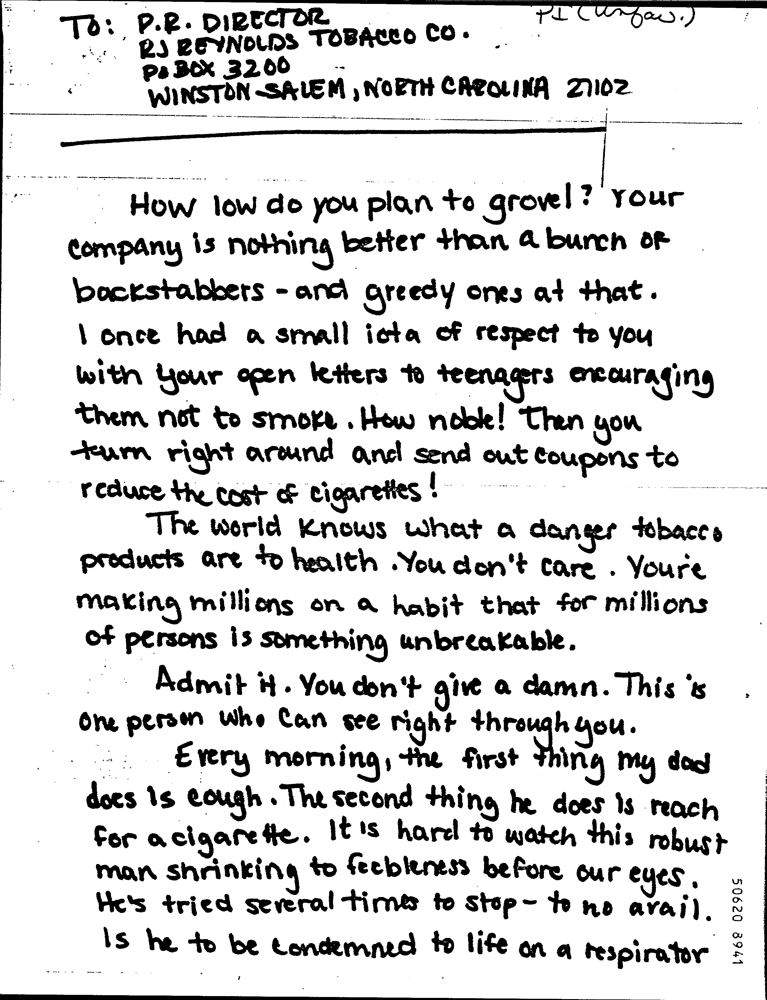 TO: P.R. DIRECTOR
PI (Unfav.)
RJ REYNOLDS TOBACCO CO.
PO BOX 3200
WINSTON-SALEM, NORTH CAROLINA 27102
How low do you plan to grovel? Your
company is nothing better than a bunch of
backstabbers - and greedy ones at that.
I once had a small iota of respect to you
with your open letters to teenagers encouraging
them not to smoke. How noble! Then you
turn right around and send out coupons to
reduce the cost of cigarettes!
The world knows what a danger tobacco
products are to health. You don't care. You're
making millions on a habit that for millions
of persons is something unbreakable.
Admit it. You don't give a damn. This is
one person who can see right through you.
Every morning, the first thing my dad
does is cough. The second thing he does is reach
for a cigarette. It is hard to watch this robust
man shrinking to feebleness before our eyes.
He's tried several times to stop - to no avail.
Is he to be condemned to life on a respirator
50620 8941